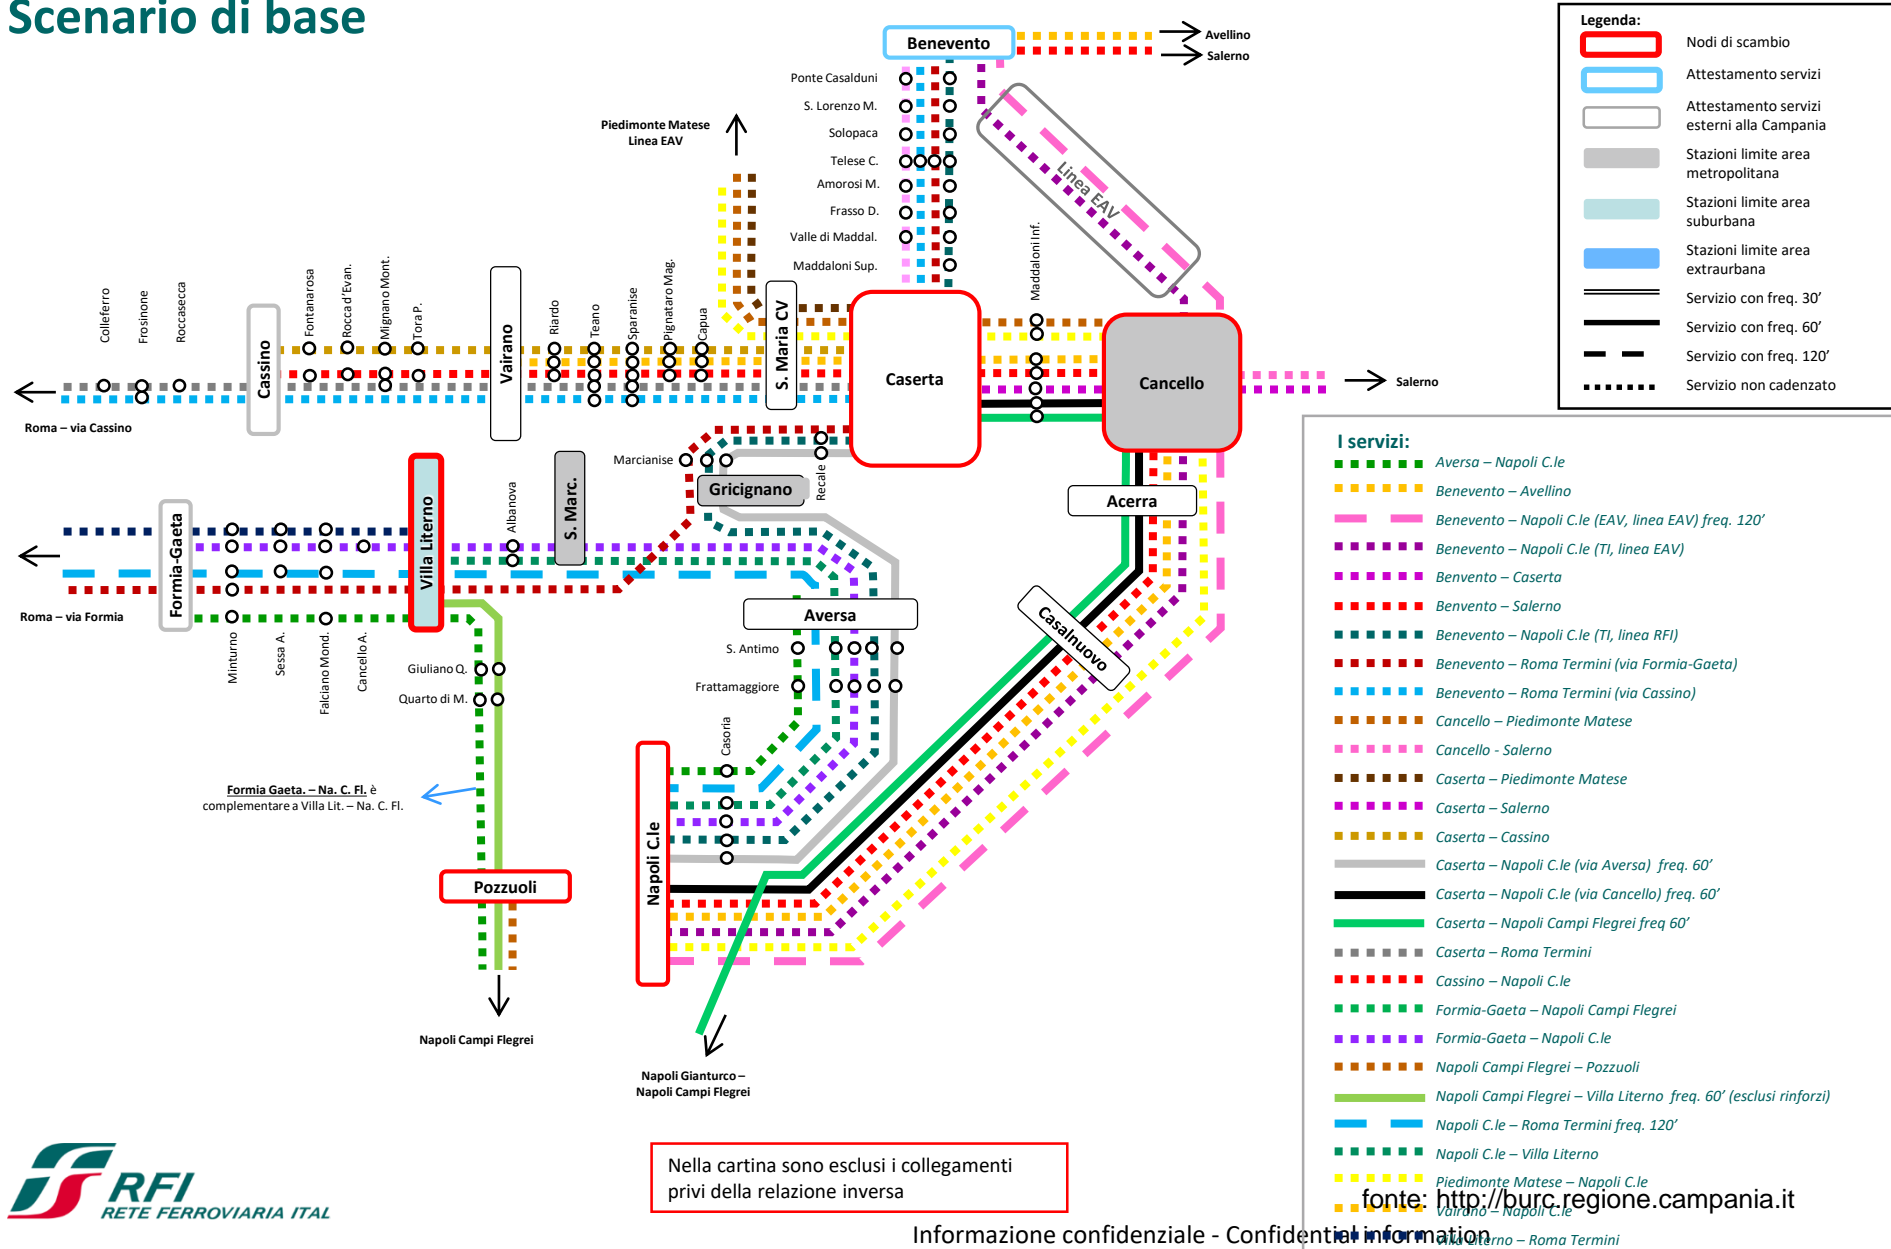 Scenario di base
Benevento
Avellino
Salerno
Ponte Casalduni
S. Lorenzo M.
Solopaca
Telese C.
Amorosi M.
Frasso D.
Valle di Maddal.
Maddaloni Sup.
Piedimonte Matese
Linea EAV
Linea EAV
Maddaloni Inf.
Colleferro
Frosinone
Roccasecca
Cassino
Fontanarosa
Rocca d'Evan.
Mignano Mont.
Tora P.
Vairano
Riardo
Teano
Sparanise
Pignataro Mag.
Capua
S. Maria CV
Caserta
Cancello
Salerno
Roma – via Cassino
Marcianise
Gricignano
Recale
Acerra
Formia-Gaeta
Villa Literno
Albanova
S. Marc.
Roma – via Formia
Minturno
Sessa A.
Falciano Mond.
Cancello A.
Aversa
Casalnuovo
S. Antimo
Frattamaggiore
Giuliano Q.
Quarto di M.
Casoria
Formia Gaeta. – Na. C. Fl. è
complementare a Villa Lit. – Na. C. Fl.
Napoli C.le
Pozzuoli
Napoli Campi Flegrei
Napoli Gianturco –
Napoli Campi Flegrei
Legenda:
Nodi di scambio
Attestamento servizi
Attestamento servizi
esterni alla Campania
Stazioni limite area
metropolitana
Stazioni limite area
suburbana
Stazioni limite area
extraurbana
Servizio con freq. 30'
Servizio con freq. 60'
Servizio con freq. 120'
Servizio non cadenzato
I servizi:
Aversa – Napoli C.le
Benevento – Avellino
Benevento – Napoli C.le (EAV, linea EAV) freq. 120'
Benevento – Napoli C.le (TI, linea EAV)
Benvento – Caserta
Benvento – Salerno
Benevento – Napoli C.le (TI, linea RFI)
Benevento – Roma Termini (via Formia-Gaeta)
Benevento – Roma Termini (via Cassino)
Cancello – Piedimonte Matese
Cancello - Salerno
Caserta – Piedimonte Matese
Caserta – Salerno
Caserta – Cassino
Caserta – Napoli C.le (via Aversa) freq. 60'
Caserta – Napoli C.le (via Cancello) freq. 60'
Caserta – Napoli Campi Flegrei freq 60'
Caserta – Roma Termini
Cassino – Napoli C.le
Formia-Gaeta – Napoli Campi Flegrei
Formia-Gaeta – Napoli C.le
Napoli Campi Flegrei – Pozzuoli
Napoli Campi Flegrei – Villa Literno freq. 60' (esclusi rinforzi)
Napoli C.le – Roma Termini freq. 120'
Napoli C.le – Villa Literno
Piedimonte Matese – Napoli C.le
Vairano – Napoli C.le
Villa Literno – Roma Termini
fonte: http://burc.regione.campania.it
Nella cartina sono esclusi i collegamenti
privi della relazione inversa
RFI
RETE FERROVIARIA ITAL
Informazione confidenziale - Confidential information